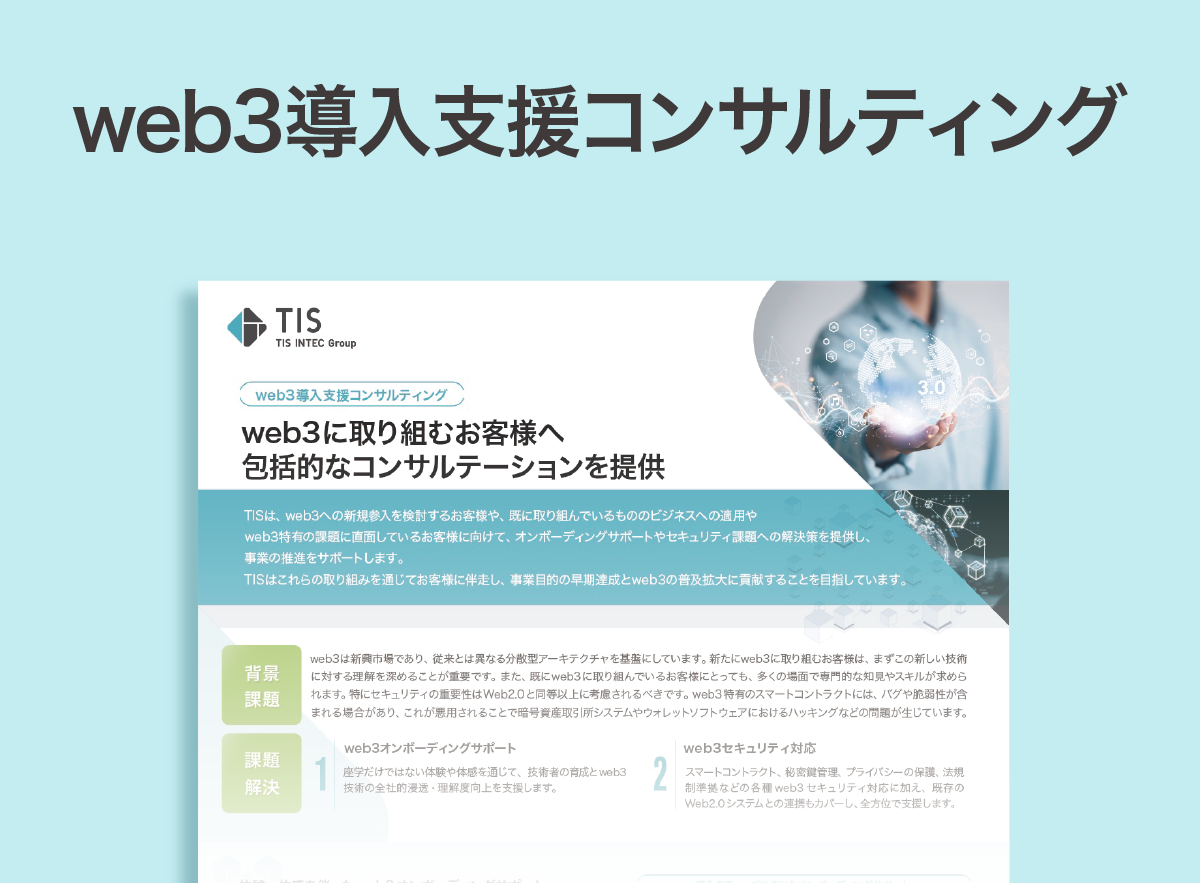 web3導入支援コンサルティング
TIS
TIS INTEC Group
3.0
web3導入支援コンサルティング
web3に取り組むお客様へ
包括的なコンサルテーションを提供
TISは、web3への新規参入を検討するお客様や、既に取り組んでいるもののビジネスへの適用や
web3特有の課題に直面しているお客様に向けて、オンボーディングサポートやセキュリティ課題への解決策を提供し、
事業の推進をサポートします。
TISはこれらの取り組みを通じてお客様に伴走し、事業目的の早期達成とweb3の普及拡大に貢献することを目指しています。
背景
課題
web3は新興市場であり、従来とは異なる分散型アーキテクチャを基盤にしています。新たにweb3に取り組むお客様は、まずこの新しい技術
に対する理解を深めることが重要です。また、既にweb3に取り組んでいるお客様にとっても、多くの場面で専門的な知見やスキルが求めら
れます。特にセキュリティの重要性はWeb2.0と同等以上に考慮されるべきです。web3特有のスマートコントラクトには、バグや脆弱性が含
まれる場合があり、これが悪用されることで暗号資産取引所システムやウォレットソフトウェアにおけるハッキングなどの問題が生じています。
課題
解決
1
web3オンボーディングサポート
座学だけではない体験や体感を通じて、技術者の育成とweb3
技術の全社的浸透・理解度向上を支援します。
2
web3セキュリティ対応
スマートコントラクト、秘密鍵管理、プライバシーの保護、法規
制準拠などの各種web3セキュリティ対応に加え、既存の
Web2.0システムとの連携もカバーし、全方位で支援します。